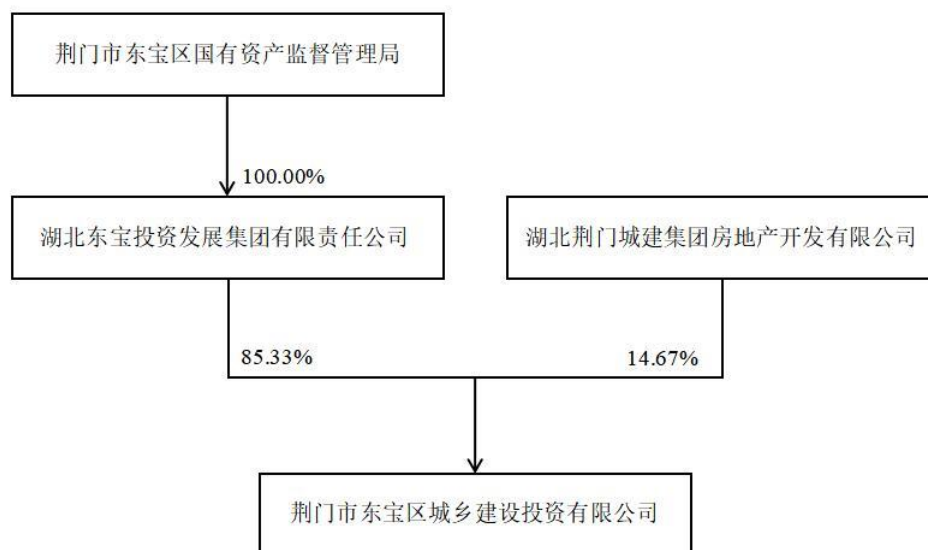 荆门市东宝区国有资产监督管理局
100.00%
湖北东宝投资发展集团有限责任公司
湖北荆门城建集团房地产开发有限公司
85.33%
14.67%
荆门市东宝区城乡建设投资有限公司